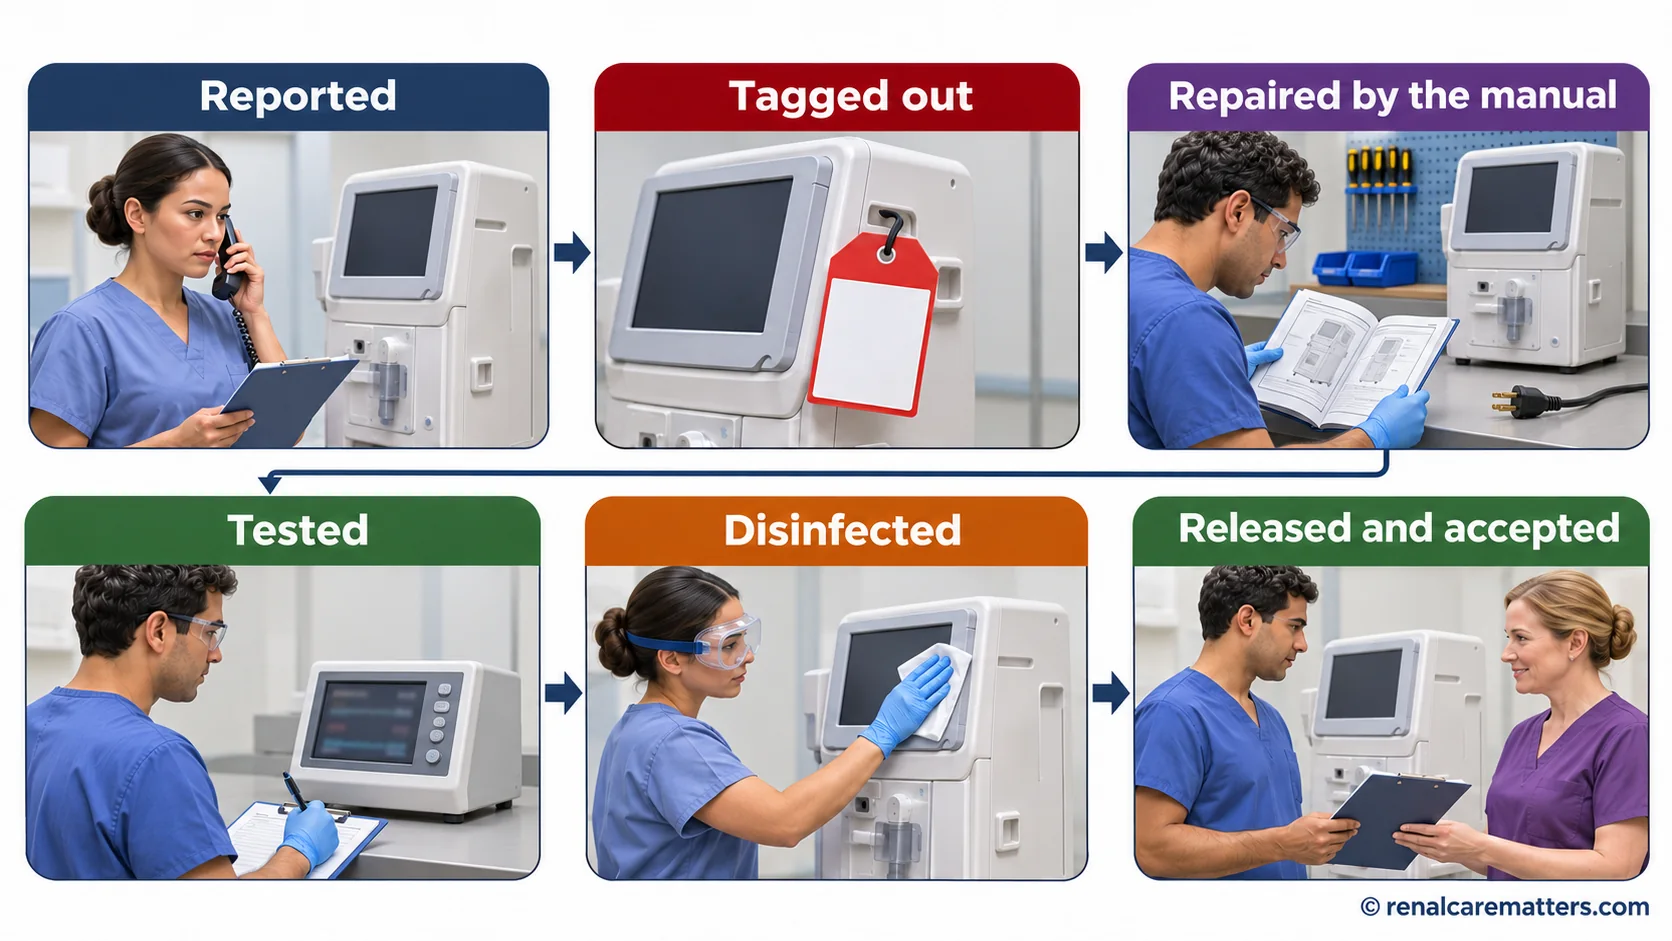 Reported
Tagged out
Repaired by the manual
Tested
Disinfected
Released and accepted
© renalcarematters.com